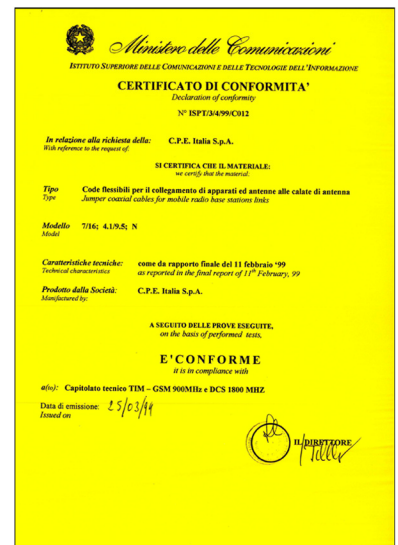 Ministero delle Comunicazioni
ISTITUTO SUPERIORE DELLE COMUNICAZIONI E DELLE TECNOLOGIE DELL'INFORMAZIONE
CERTIFICATO DI CONFORMITA'
Declaration of conformity
N° ISPT/3/4/99/C012
In relazione alla richiesta della: C.P.E. Italia S.p.A.
With reference to the request of:
SI CERTIFICA CHE IL MATERIALE:
we certify that the material:
Tipo Code flessibili per il collegamento di apparati ed antenne alle calate di antenna
Type Jumper coaxial cables for mobile radio base stations links
Modello 7/16; 4.1/9.5; N
Model
Caratteristiche tecniche: come da rapporto finale del 11 febbraio '99
Technical characteristics as reported in the final report of 11th February, 99
Prodotto dalla Società: C.P.E. Italia S.p.A.
Manufactured by:
A SEGUITO DELLE PROVE ESEGUITE,
on the basis of performed tests,
E'CONFORME
it is in compliance with
a(to): Capitolato tecnico TIM – GSM 900MHz e DCS 1800 MHZ
Data di emissione: 25/03/99
Issued on
IL DIRETTORE